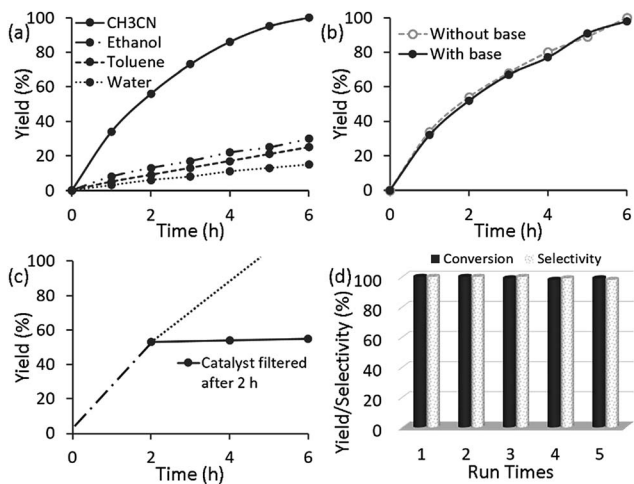 (a)
CH3CN
Ethanol
Toluene
Water
Yield (%)
100
80
60
40
20
0
0 2 4 6
Time (h)
(b)
Without base
With base
Yield (%)
100
80
60
40
20
0
0 2 4 6
Time (h)
(c)
Yield (%)
100
80
60
40
20
0
Catalyst filtered
after 2 h
0 2 4 6
Time (h)
(d)
Conversion Selectivity
Yield/Selectivity (%)
100
80
60
40
20
0
1 2 3 4 5
Run Times